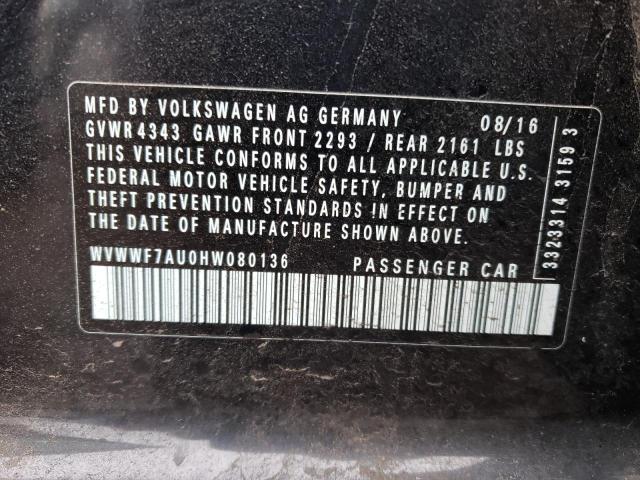 MFD BY VOLKSWAGEN AG GERMANY 08/16
GVWR 4343 GAWR FRONT 2293 / REAR 2161 LBS
THIS VEHICLE CONFORMS TO ALL APPLICABLE U.S.
FEDERAL MOTOR VEHICLE SAFETY, BUMPER AND
THEFT PREVENTION STANDARDS IN EFFECT ON
THE DATE OF MANUFACTURE SHOWN ABOVE.
WVWWF7AU0HW080136 PASSENGER CAR
3323314 3159 3